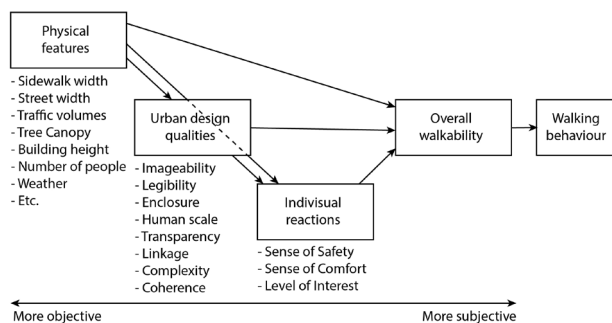 Physical
features
- Sidewalk width
- Street width
- Traffic volumes
- Tree Canopy
- Building height
- Number of people
- Weather
- Etc.
Urban design
qualities
- Imageability
- Legibility
- Enclosure
- Human scale
- Transparency
- Linkage
- Complexity
- Coherence
Indivisual
reactions
- Sense of Safety
- Sense of Comfort
- Level of Interest
Overall
walkability
Walking
behaviour
More objective
More subjective